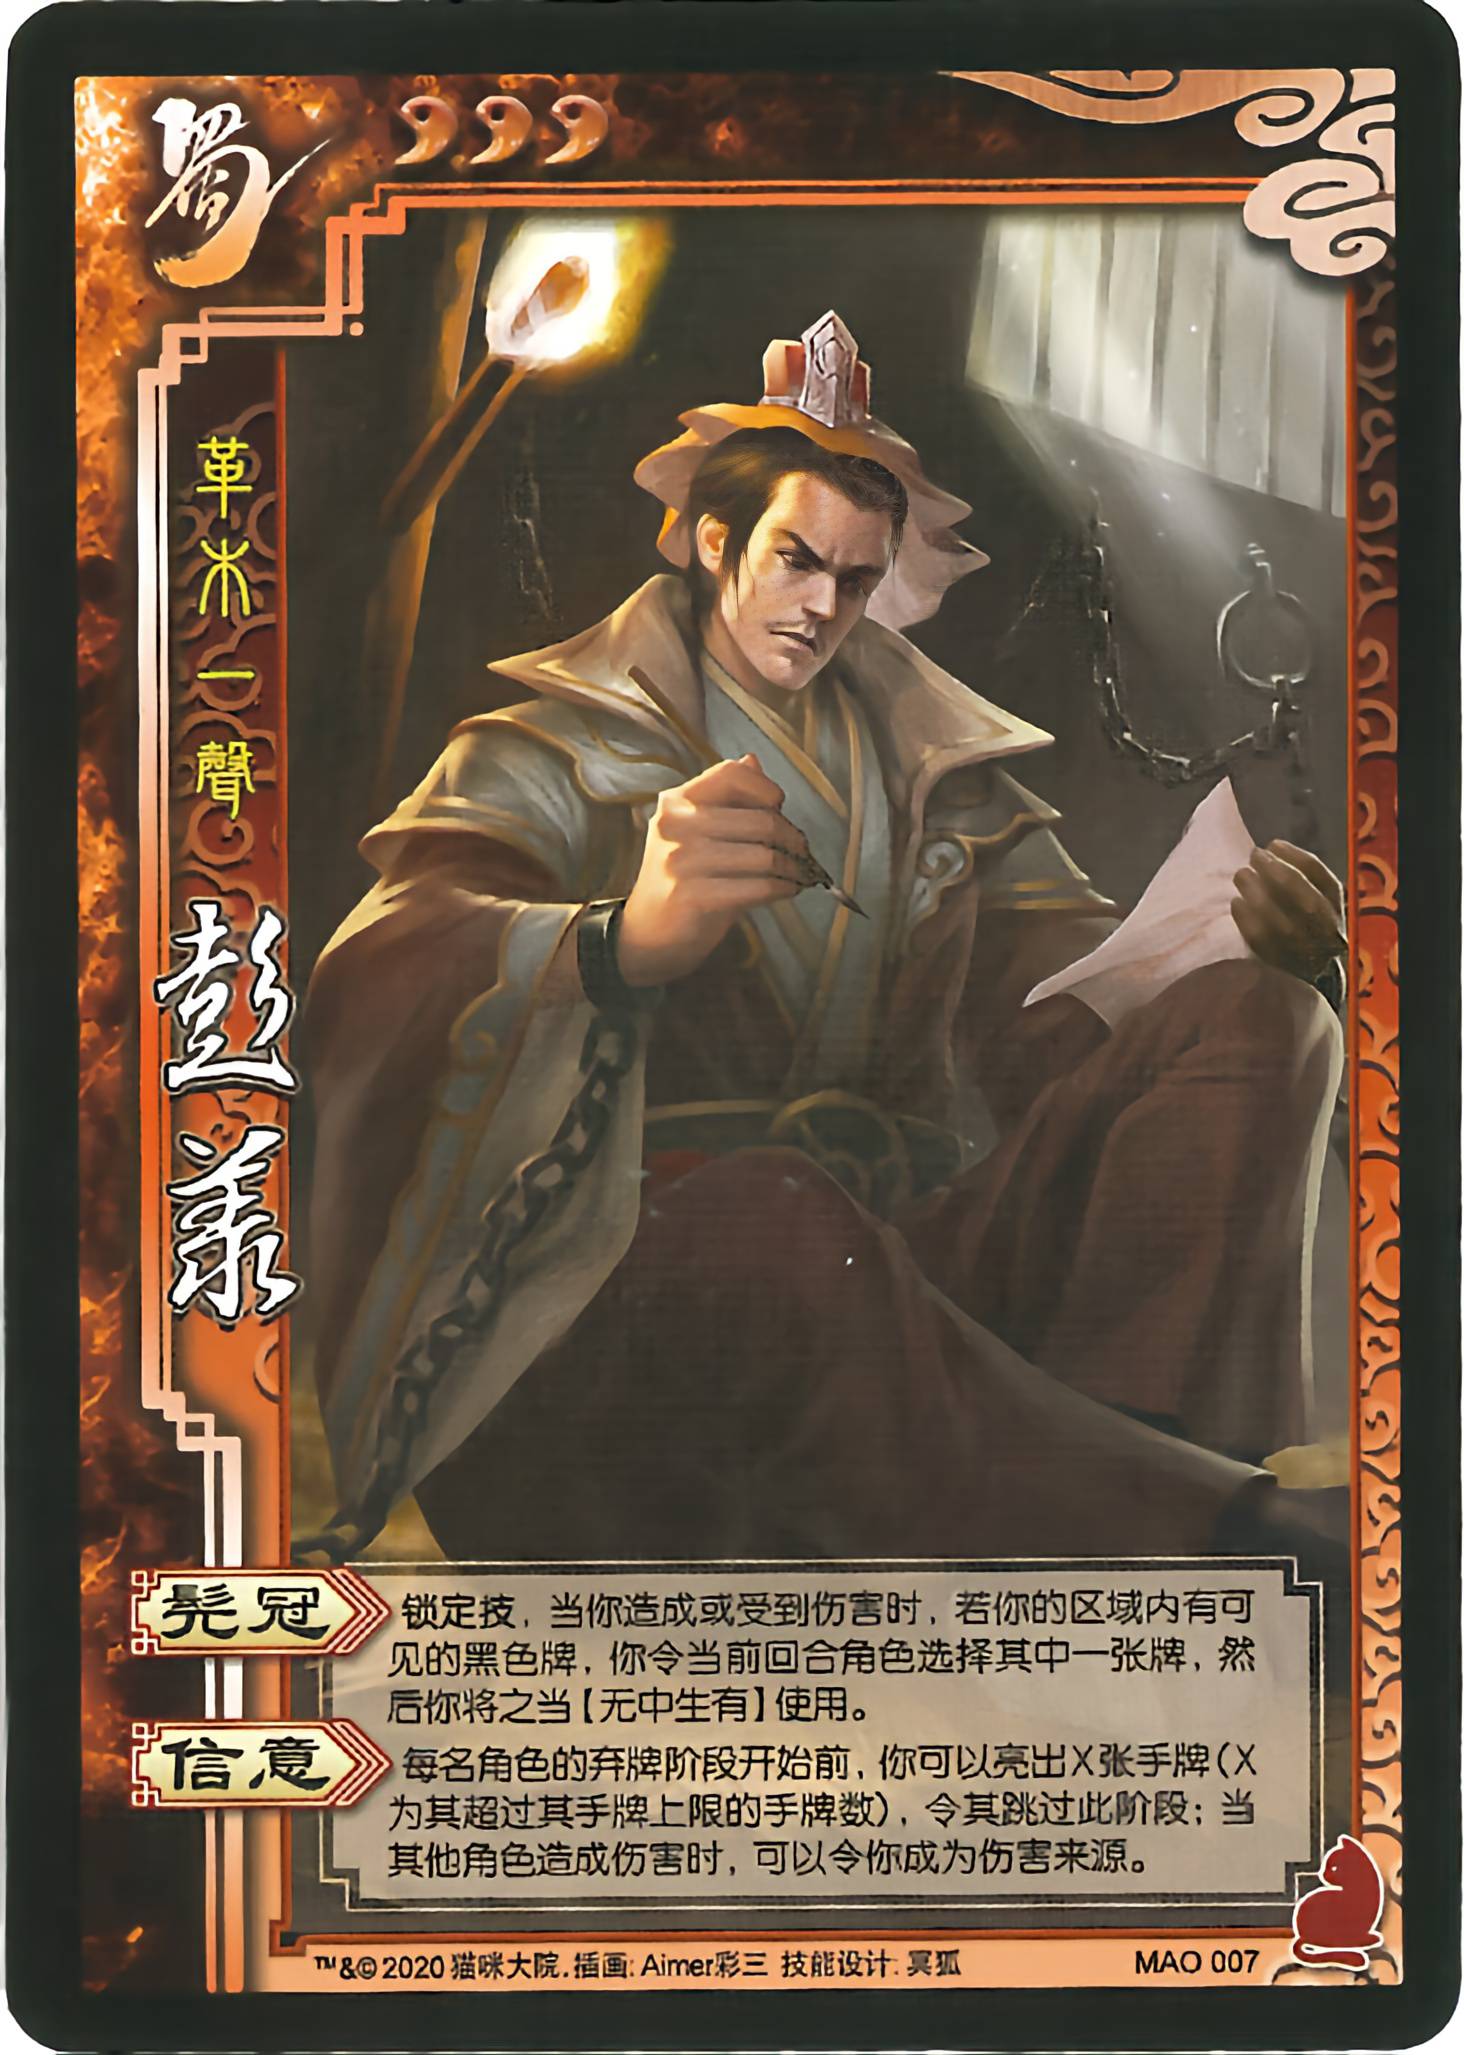 蜀
革木一聲
彭羕
髡冠
锁定技，当你造成或受到伤害时，若你的区域内有可
见的黑色牌，你令当前回合角色选择其中一张牌，然
后你将之当【无中生有】使用。
信意
每名角色的弃牌阶段开始前，你可以亮出X张手牌（X
为其超过其手牌上限的手牌数），令其跳过此阶段；当
其他角色造成伤害时，可以令你成为伤害来源。
™&© 2020 猫咪大院.插画: Aimer彩三 技能设计: 冥狐
MAO 007